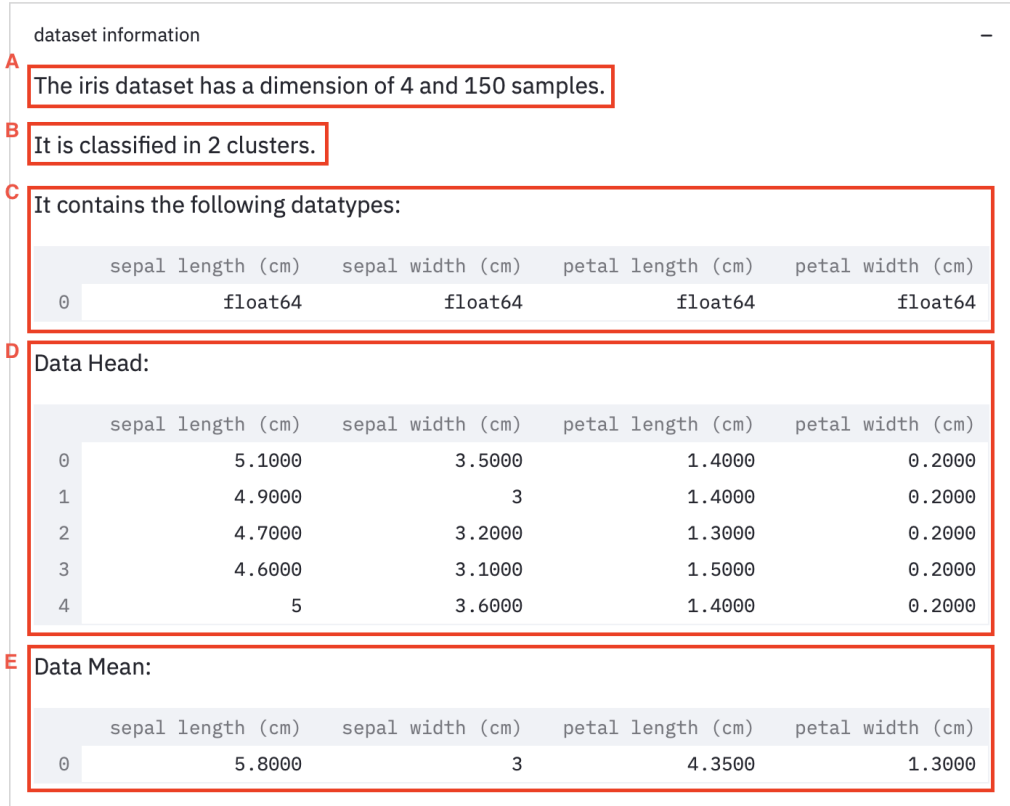 dataset information –
A
The iris dataset has a dimension of 4 and 150 samples.
B
It is classified in 2 clusters.
C
It contains the following datatypes:
sepal length (cm) sepal width (cm) petal length (cm) petal width (cm)
0 float64 float64 float64 float64
D
Data Head:
sepal length (cm) sepal width (cm) petal length (cm) petal width (cm)
0 5.1000 3.5000 1.4000 0.2000
1 4.9000 3 1.4000 0.2000
2 4.7000 3.2000 1.3000 0.2000
3 4.6000 3.1000 1.5000 0.2000
4 5 3.6000 1.4000 0.2000
E
Data Mean:
sepal length (cm) sepal width (cm) petal length (cm) petal width (cm)
0 5.8000 3 4.3500 1.3000